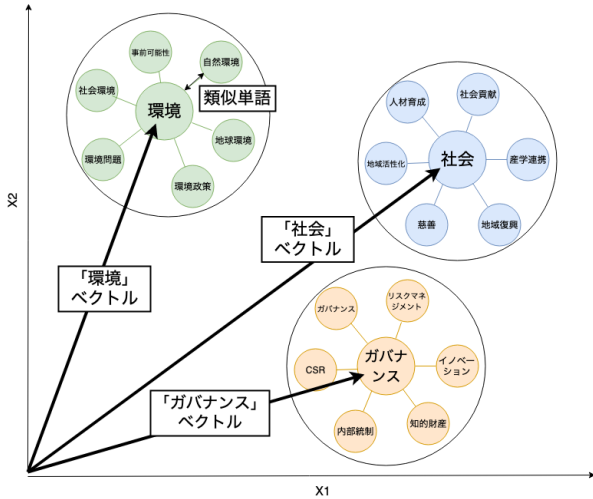 X2
事前可能性
自然環境
社会環境
環境
類似単語
地球環境
環境問題
環境政策
人材育成
社会貢献
社会
産学連携
地域活性化
慈善
地域復興
「社会」
ベクトル
「環境」
ベクトル
ガバナンス
リスクマネ
ジメント
ガバナ
ンス
イノベー
ション
CSR
「ガバナンス」
ベクトル
内部統制
知的財産
X1